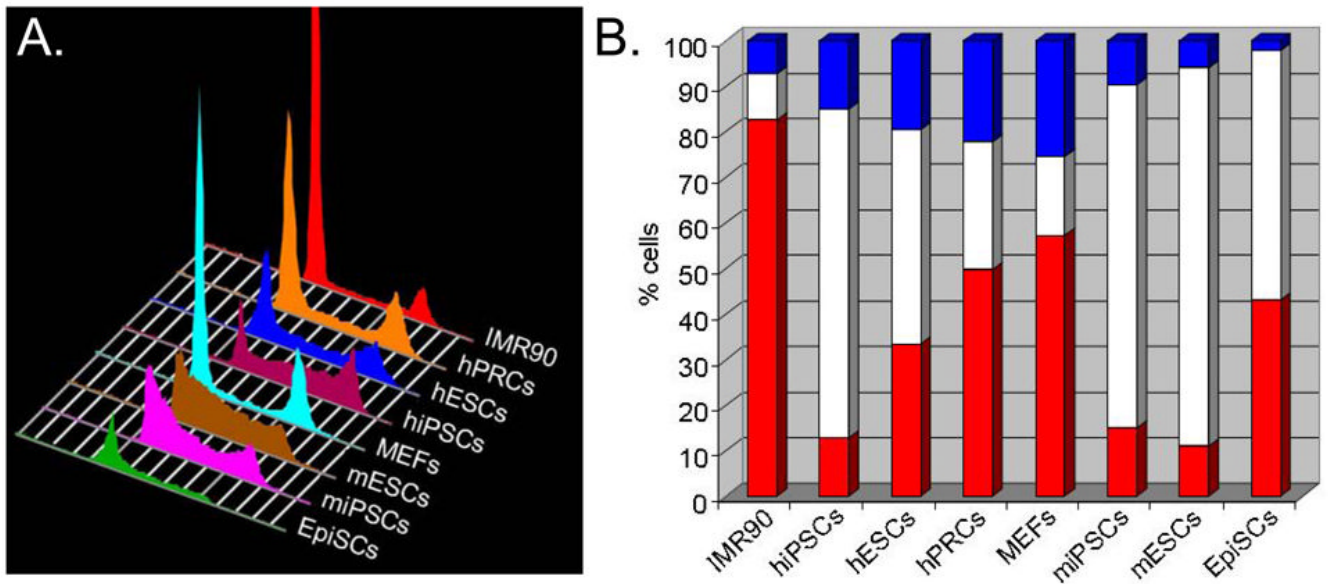 A.
IMR90
hPRCs
hESCs
hiPSCs
MEFs
mESCs
miPSCs
EpiSCs
B.
% cells
100
90
80
70
60
50
40
30
20
10
0
IMR90
hiPSCs
hESCs
hPRCs
MEFs
miPSCs
mESCs
EpiSCs